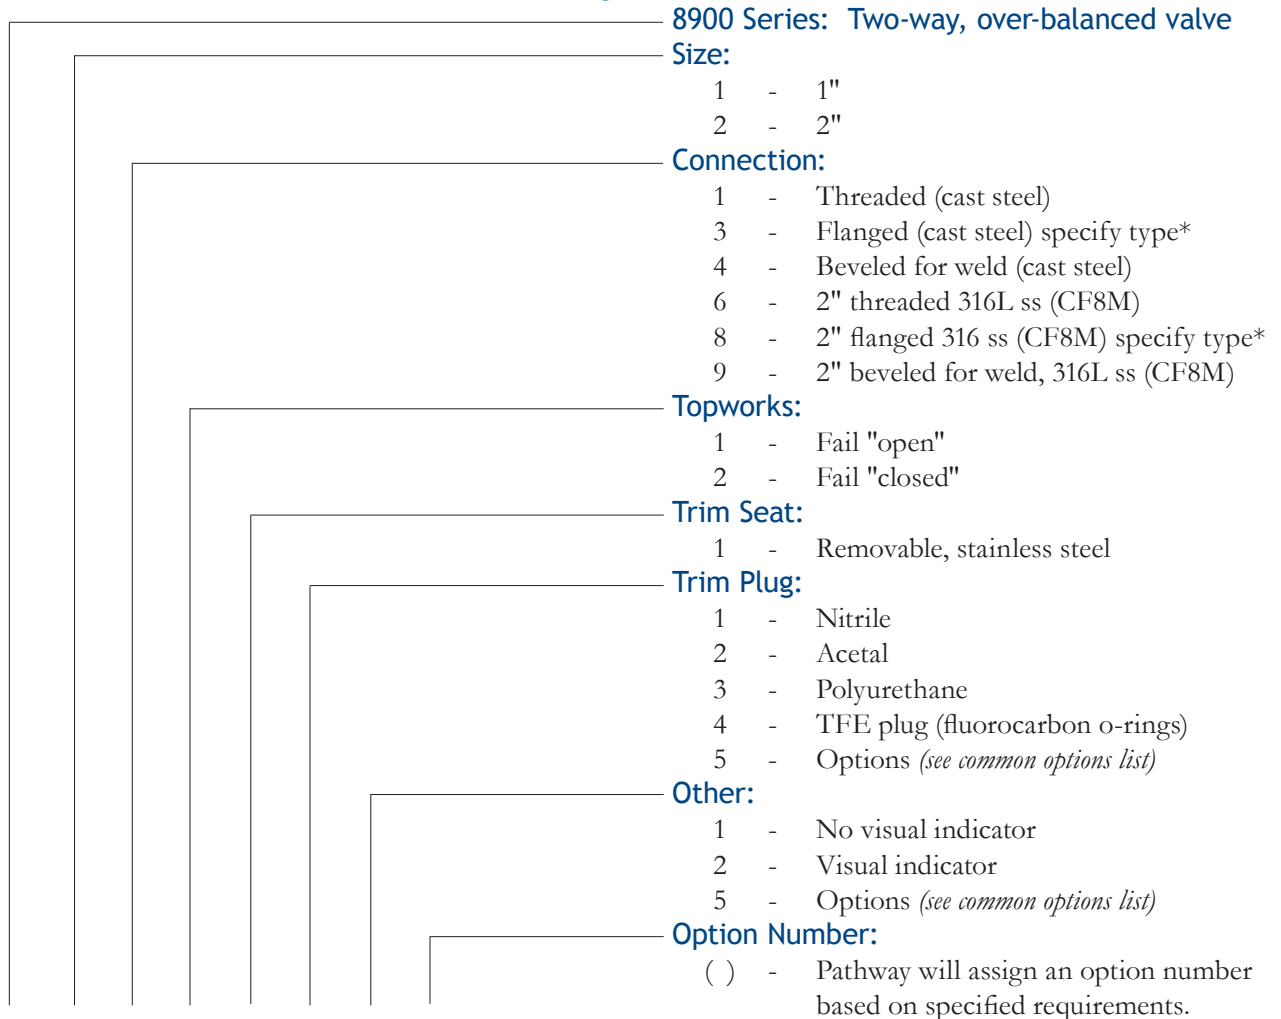 8900 Series: Two-way, over-balanced valve
Size:
1 - 1"
2 - 2"
Connection:
1 - Threaded (cast steel)
3 - Flanged (cast steel) specify type*
4 - Beveled for weld (cast steel)
6 - 2" threaded 316L ss (CF8M)
8 - 2" flanged 316 ss (CF8M) specify type*
9 - 2" beveled for weld, 316L ss (CF8M)
Topworks:
1 - Fail "open"
2 - Fail "closed"
Trim Seat:
1 - Removable, stainless steel
Trim Plug:
1 - Nitrile
2 - Acetal
3 - Polyurethane
4 - TFE plug (fluorocarbon o-rings)
5 - Options (see common options list)
Other:
1 - No visual indicator
2 - Visual indicator
5 - Options (see common options list)
Option Number:
( ) - Pathway will assign an option number
based on specified requirements.